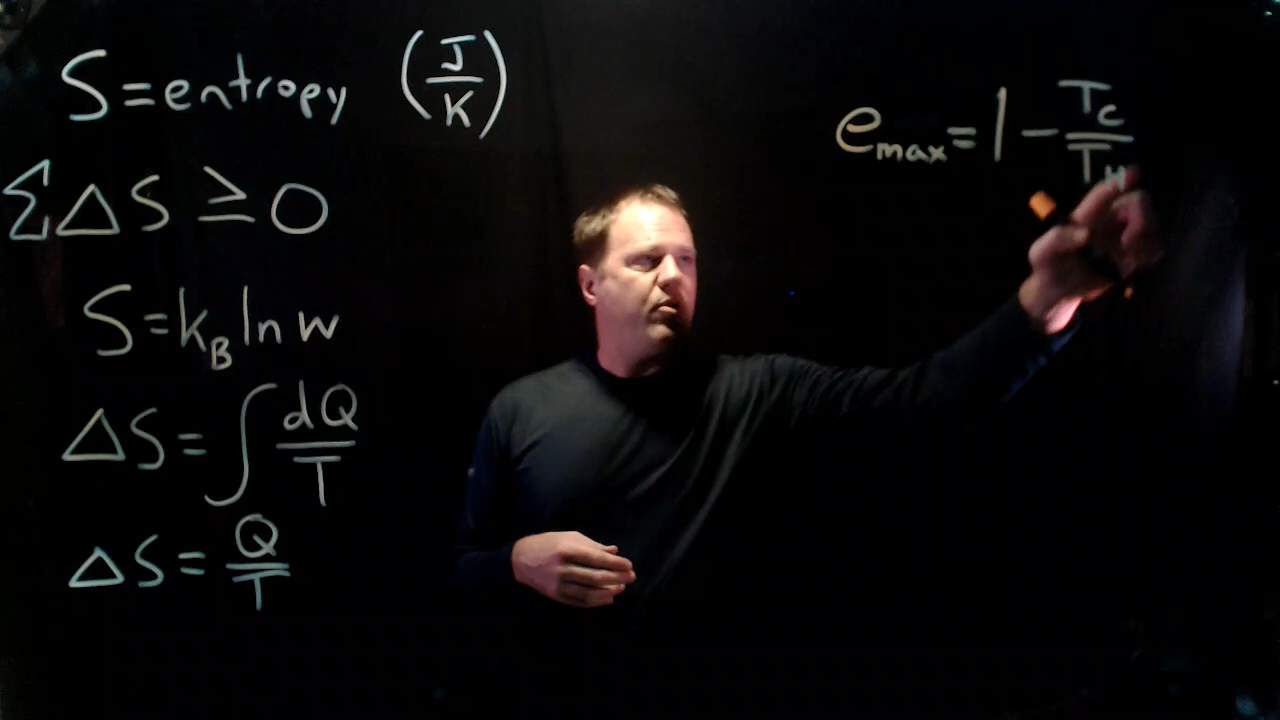 S = entropy (J/K)
ΣΔS ≥ 0
S = k_B ln w
ΔS = ∫ dQ/T
ΔS = Q/T
e_max = 1 - T_C/T_H